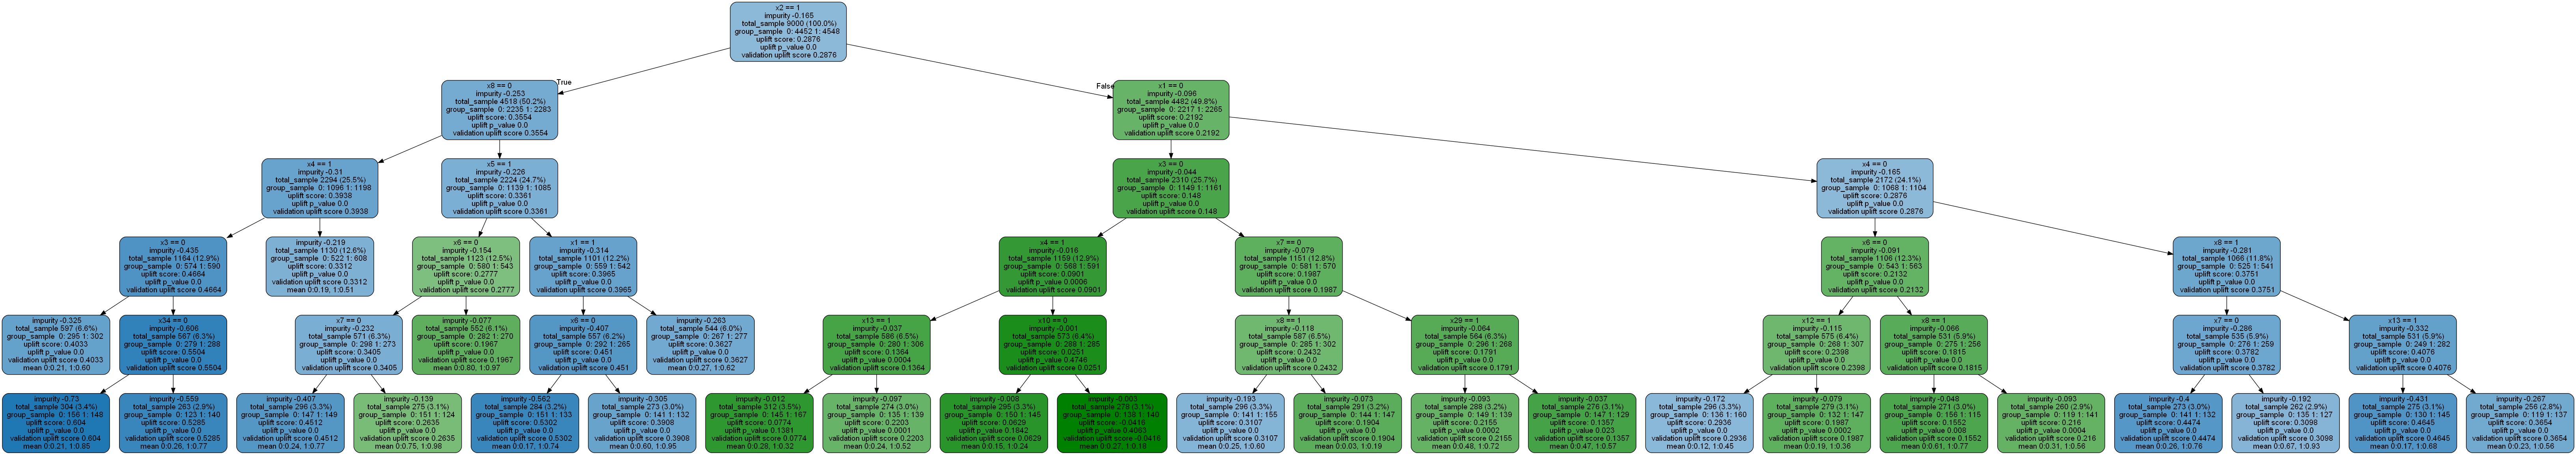 x2 == 1
impurity -0.165
total_sample 9000 (100.0%)
group_sample 0: 4452 1: 4548
uplift score: 0.2876
uplift p_value 0.0
validation uplift score 0.2876
True
False
x8 == 0
impurity -0.253
total_sample 4518 (50.2%)
group_sample 0: 2235 1: 2283
uplift score: 0.3554
uplift p_value 0.0
validation uplift score 0.3554
x1 == 0
impurity -0.096
total_sample 4482 (49.8%)
group_sample 0: 2217 1: 2265
uplift score: 0.2192
uplift p_value 0.0
validation uplift score 0.2192
x4 == 1
impurity -0.31
total_sample 2294 (25.5%)
group_sample 0: 1096 1: 1198
uplift score: 0.3938
uplift p_value 0.0
validation uplift score 0.3938
x5 == 1
impurity -0.226
total_sample 2224 (24.7%)
group_sample 0: 1139 1: 1085
uplift score: 0.3361
uplift p_value 0.0
validation uplift score 0.3361
x3 == 0
impurity -0.044
total_sample 2310 (25.7%)
group_sample 0: 1149 1: 1161
uplift score: 0.148
uplift p_value 0.0
validation uplift score 0.148
x4 == 0
impurity -0.165
total_sample 2172 (24.1%)
group_sample 0: 1068 1: 1104
uplift score: 0.2876
uplift p_value 0.0
validation uplift score 0.2876
x3 == 0
impurity -0.435
total_sample 1164 (12.9%)
group_sample 0: 574 1: 590
uplift score: 0.4664
uplift p_value 0.0
validation uplift score 0.4664
impurity -0.219
total_sample 1130 (12.6%)
group_sample 0: 522 1: 608
uplift score: 0.3312
uplift p_value 0.0
validation uplift score 0.3312
mean 0:0.19, 1:0.51
x6 == 0
impurity -0.154
total_sample 1123 (12.5%)
group_sample 0: 580 1: 543
uplift score: 0.2777
uplift p_value 0.0
validation uplift score 0.2777
x1 == 1
impurity -0.314
total_sample 1101 (12.2%)
group_sample 0: 559 1: 542
uplift score: 0.3965
uplift p_value 0.0
validation uplift score 0.3965
x4 == 1
impurity -0.016
total_sample 1159 (12.9%)
group_sample 0: 568 1: 591
uplift score: 0.0901
uplift p_value 0.0006
validation uplift score 0.0901
x7 == 0
impurity -0.079
total_sample 1151 (12.8%)
group_sample 0: 581 1: 570
uplift score: 0.1987
uplift p_value 0.0
validation uplift score 0.1987
x6 == 0
impurity -0.091
total_sample 1106 (12.3%)
group_sample 0: 543 1: 563
uplift score: 0.2132
uplift p_value 0.0
validation uplift score 0.2132
x8 == 1
impurity -0.281
total_sample 1066 (11.8%)
group_sample 0: 525 1: 541
uplift score: 0.3751
uplift p_value 0.0
validation uplift score 0.3751
impurity -0.325
total_sample 597 (6.6%)
group_sample 0: 295 1: 302
uplift score: 0.4033
uplift p_value 0.0
validation uplift score 0.4033
mean 0:0.21, 1:0.60
x34 == 0
impurity -0.606
total_sample 567 (6.3%)
group_sample 0: 279 1: 288
uplift score: 0.5504
uplift p_value 0.0
validation uplift score 0.5504
x7 == 0
impurity -0.232
total_sample 571 (6.3%)
group_sample 0: 298 1: 273
uplift score: 0.3405
uplift p_value 0.0
validation uplift score 0.3405
impurity -0.077
total_sample 552 (6.1%)
group_sample 0: 282 1: 270
uplift score: 0.1967
uplift p_value 0.0
validation uplift score 0.1967
mean 0:0.80, 1:0.97
x6 == 0
impurity -0.407
total_sample 557 (6.2%)
group_sample 0: 292 1: 265
uplift score: 0.451
uplift p_value 0.0
validation uplift score 0.451
impurity -0.263
total_sample 544 (6.0%)
group_sample 0: 267 1: 277
uplift score: 0.3627
uplift p_value 0.0
validation uplift score 0.3627
mean 0:0.27, 1:0.62
x13 == 1
impurity -0.037
total_sample 586 (6.5%)
group_sample 0: 280 1: 306
uplift score: 0.1364
uplift p_value 0.0004
validation uplift score 0.1364
x10 == 0
impurity -0.001
total_sample 573 (6.4%)
group_sample 0: 288 1: 285
uplift score: 0.0251
uplift p_value 0.4746
validation uplift score 0.0251
x8 == 1
impurity -0.118
total_sample 587 (6.5%)
group_sample 0: 285 1: 302
uplift score: 0.2432
uplift p_value 0.0
validation uplift score 0.2432
x29 == 1
impurity -0.064
total_sample 564 (6.3%)
group_sample 0: 296 1: 268
uplift score: 0.1791
uplift p_value 0.0
validation uplift score 0.1791
x12 == 1
impurity -0.115
total_sample 575 (6.4%)
group_sample 0: 268 1: 307
uplift score: 0.2398
uplift p_value 0.0
validation uplift score 0.2398
x8 == 1
impurity -0.066
total_sample 531 (5.9%)
group_sample 0: 275 1: 256
uplift score: 0.1815
uplift p_value 0.0
validation uplift score 0.1815
x7 == 0
impurity -0.286
total_sample 535 (5.9%)
group_sample 0: 276 1: 259
uplift score: 0.3782
uplift p_value 0.0
validation uplift score 0.3782
x13 == 1
impurity -0.332
total_sample 531 (5.9%)
group_sample 0: 249 1: 282
uplift score: 0.4076
uplift p_value 0.0
validation uplift score 0.4076
impurity -0.73
total_sample 304 (3.4%)
group_sample 0: 156 1: 148
uplift score: 0.604
uplift p_value 0.0
validation uplift score 0.604
mean 0:0.21, 1:0.85
impurity -0.559
total_sample 263 (2.9%)
group_sample 0: 123 1: 140
uplift score: 0.5285
uplift p_value 0.0
validation uplift score 0.5285
mean 0:0.26, 1:0.77
impurity -0.407
total_sample 296 (3.3%)
group_sample 0: 147 1: 149
uplift score: 0.4512
uplift p_value 0.0
validation uplift score 0.4512
mean 0:0.24, 1:0.77
impurity -0.139
total_sample 275 (3.1%)
group_sample 0: 151 1: 124
uplift score: 0.2635
uplift p_value 0.0
validation uplift score 0.2635
mean 0:0.75, 1:0.98
impurity -0.562
total_sample 284 (3.2%)
group_sample 0: 151 1: 133
uplift score: 0.5302
uplift p_value 0.0
validation uplift score 0.5302
mean 0:0.17, 1:0.74
impurity -0.305
total_sample 273 (3.0%)
group_sample 0: 141 1: 132
uplift score: 0.3908
uplift p_value 0.0
validation uplift score 0.3908
mean 0:0.60, 1:0.95
impurity -0.012
total_sample 312 (3.5%)
group_sample 0: 145 1: 167
uplift score: 0.0774
uplift p_value 0.1381
validation uplift score 0.0774
mean 0:0.28, 1:0.32
impurity -0.097
total_sample 274 (3.0%)
group_sample 0: 135 1: 139
uplift score: 0.2203
uplift p_value 0.0001
validation uplift score 0.2203
mean 0:0.24, 1:0.52
impurity -0.008
total_sample 295 (3.3%)
group_sample 0: 150 1: 145
uplift score: 0.0629
uplift p_value 0.1842
validation uplift score 0.0629
mean 0:0.15, 1:0.24
impurity -0.003
total_sample 278 (3.1%)
group_sample 0: 138 1: 140
uplift score: -0.0416
uplift p_value 0.4063
validation uplift score -0.0416
mean 0:0.27, 1:0.18
impurity -0.193
total_sample 296 (3.3%)
group_sample 0: 141 1: 155
uplift score: 0.3107
uplift p_value 0.0
validation uplift score 0.3107
mean 0:0.25, 1:0.60
impurity -0.073
total_sample 291 (3.2%)
group_sample 0: 144 1: 147
uplift score: 0.1904
uplift p_value 0.0
validation uplift score 0.1904
mean 0:0.03, 1:0.19
impurity -0.093
total_sample 288 (3.2%)
group_sample 0: 149 1: 139
uplift score: 0.2155
uplift p_value 0.0002
validation uplift score 0.2155
mean 0:0.48, 1:0.72
impurity -0.037
total_sample 276 (3.1%)
group_sample 0: 147 1: 129
uplift score: 0.1357
uplift p_value 0.023
validation uplift score 0.1357
mean 0:0.47, 1:0.57
impurity -0.172
total_sample 296 (3.3%)
group_sample 0: 136 1: 160
uplift score: 0.2936
uplift p_value 0.0
validation uplift score 0.2936
mean 0:0.12, 1:0.45
impurity -0.079
total_sample 279 (3.1%)
group_sample 0: 132 1: 147
uplift score: 0.1987
uplift p_value 0.0002
validation uplift score 0.1987
mean 0:0.19, 1:0.36
impurity -0.048
total_sample 271 (3.0%)
group_sample 0: 156 1: 115
uplift score: 0.1552
uplift p_value 0.008
validation uplift score 0.1552
mean 0:0.61, 1:0.77
impurity -0.093
total_sample 260 (2.9%)
group_sample 0: 119 1: 141
uplift score: 0.216
uplift p_value 0.0004
validation uplift score 0.216
mean 0:0.31, 1:0.56
impurity -0.4
total_sample 273 (3.0%)
group_sample 0: 141 1: 132
uplift score: 0.4474
uplift p_value 0.0
validation uplift score 0.4474
mean 0:0.26, 1:0.76
impurity -0.192
total_sample 262 (2.9%)
group_sample 0: 135 1: 127
uplift score: 0.3098
uplift p_value 0.0
validation uplift score 0.3098
mean 0:0.67, 1:0.93
impurity -0.431
total_sample 275 (3.1%)
group_sample 0: 130 1: 145
uplift score: 0.4645
uplift p_value 0.0
validation uplift score 0.4645
mean 0:0.17, 1:0.68
impurity -0.267
total_sample 256 (2.8%)
group_sample 0: 119 1: 137
uplift score: 0.3654
uplift p_value 0.0
validation uplift score 0.3654
mean 0:0.23, 1:0.56